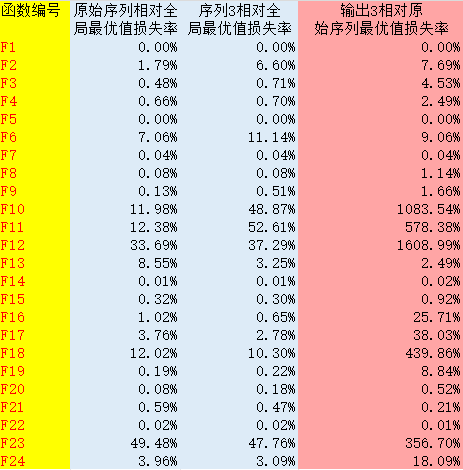 函数编号 原始序列相对全局最优值损失率 序列3相对全局最优值损失率 输出3相对原始序列最优值损失率
F1 0.00% 0.00% 0.00%
F2 1.79% 6.60% 7.69%
F3 0.48% 0.71% 4.53%
F4 0.66% 0.70% 2.49%
F5 0.00% 0.00% 0.00%
F6 7.06% 11.14% 9.06%
F7 0.04% 0.04% 0.04%
F8 0.08% 0.08% 1.14%
F9 0.13% 0.51% 1.66%
F10 11.98% 48.87% 1083.54%
F11 12.38% 52.61% 578.38%
F12 33.69% 37.29% 1608.99%
F13 8.55% 3.25% 2.49%
F14 0.01% 0.01% 0.02%
F15 0.32% 0.30% 0.92%
F16 1.02% 0.65% 25.71%
F17 3.76% 2.78% 38.03%
F18 12.02% 10.30% 439.86%
F19 0.19% 0.22% 8.84%
F20 0.08% 0.18% 0.52%
F21 0.59% 0.47% 0.21%
F22 0.02% 0.03% 0.01%
F23 49.48% 47.76% 356.70%
F24 3.96% 3.09% 18.09%